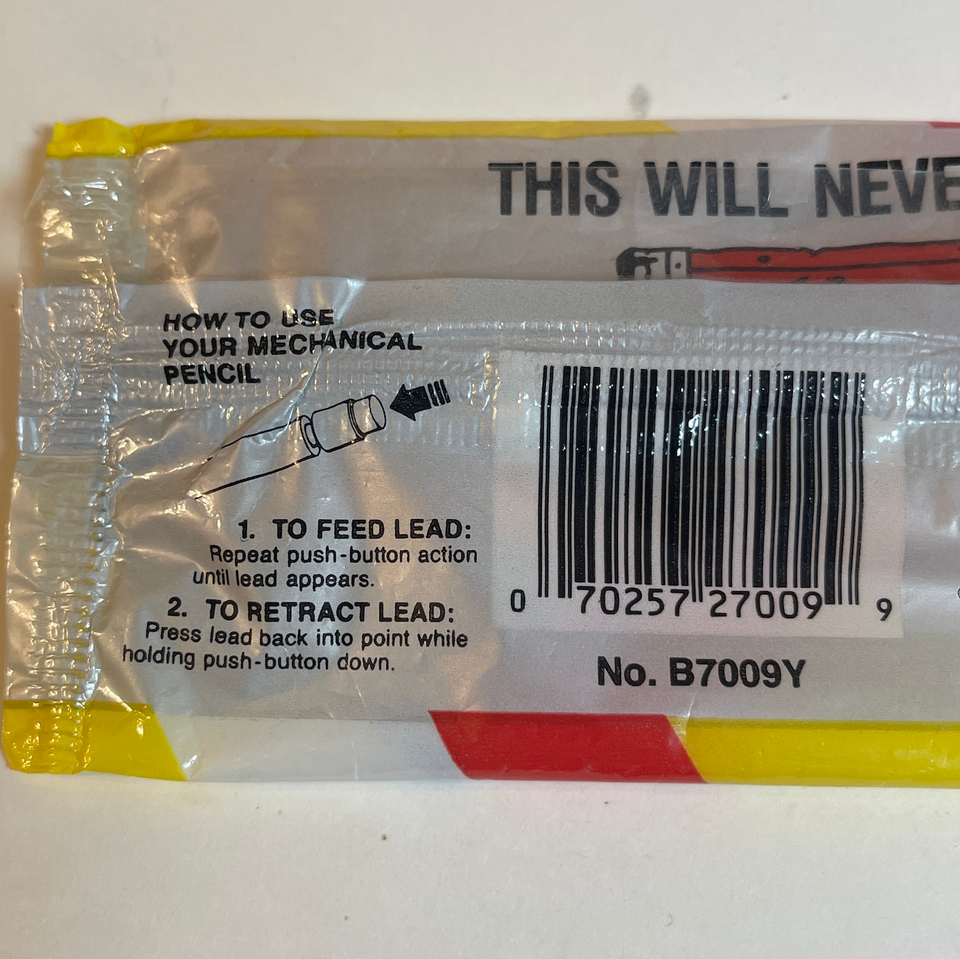 THIS WILL NEVE
HOW TO USE
YOUR MECHANICAL
PENCIL
1. TO FEED LEAD:
Repeat push-button action
until lead appears.
2. TO RETRACT LEAD:
Press lead back into point while
holding push-button down.
0 70257 27009 9
No. B7009Y